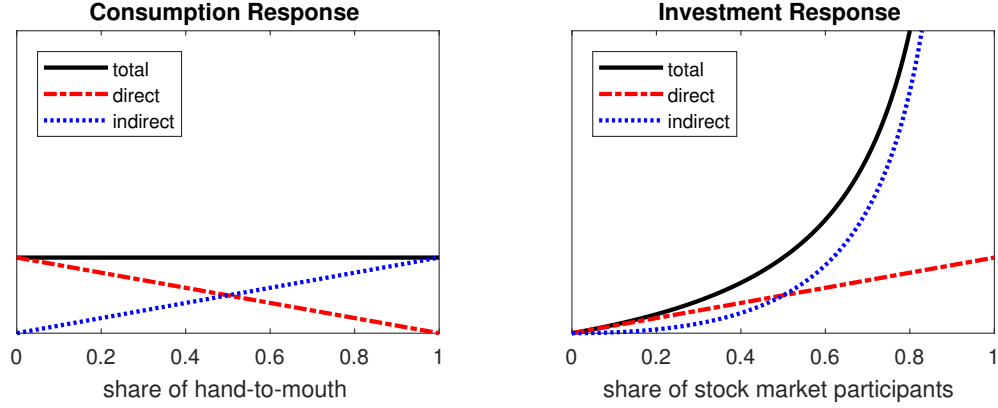 Consumption Response
total
direct
indirect
0 0.2 0.4 0.6 0.8 1
share of hand-to-mouth
Investment Response
total
direct
indirect
0 0.2 0.4 0.6 0.8 1
share of stock market participants